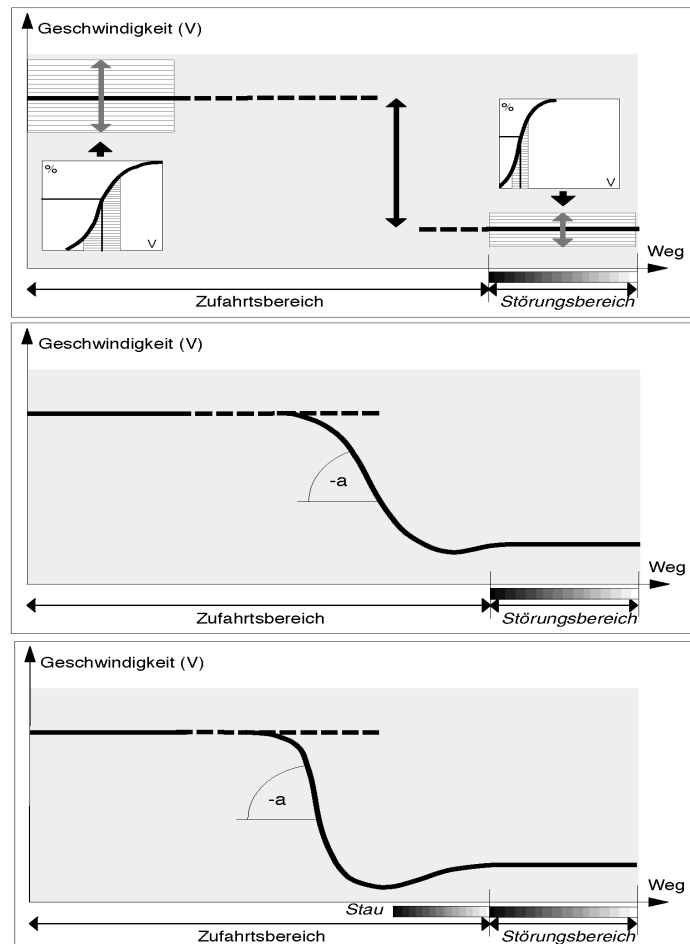 Geschwindigkeit (V)
%
V
%
V
Weg
Zufahrtsbereich
Störungsbereich
Geschwindigkeit (V)
-a
Weg
Zufahrtsbereich
Störungsbereich
Geschwindigkeit (V)
-a
Weg
Stau
Zufahrtsbereich
Störungsbereich